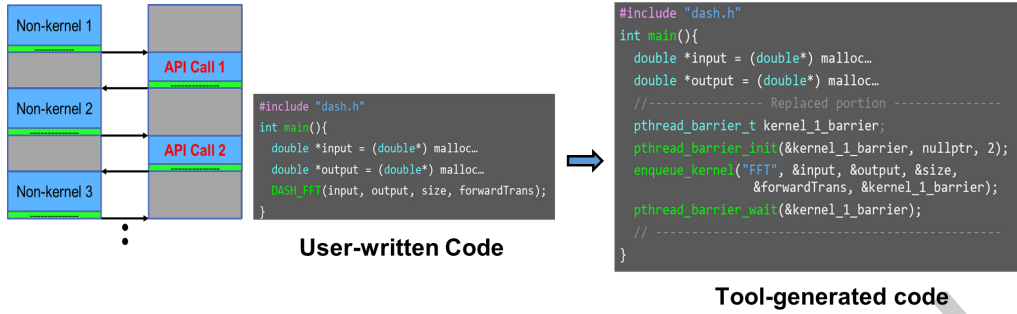 Non-kernel 1
API Call 1
Non-kernel 2
API Call 2
Non-kernel 3
#include "dash.h"
int main(){
double *input = (double*) malloc…
double *output = (double*) malloc…
DASH_FFT(input, output, size, forwardTrans);
}
User-written Code
#include "dash.h"
int main(){
double *input = (double*) malloc…
double *output = (double*) malloc…
//--------------- Replaced portion ---------------
pthread_barrier_t kernel_1_barrier;
pthread_barrier_init(&kernel_1_barrier, nullptr, 2);
enqueue_kernel("FFT", &input, &output, &size,
&forwardTrans, &kernel_1_barrier);
pthread_barrier_wait(&kernel_1_barrier);
// ------------------------------------------------
}
Tool-generated code